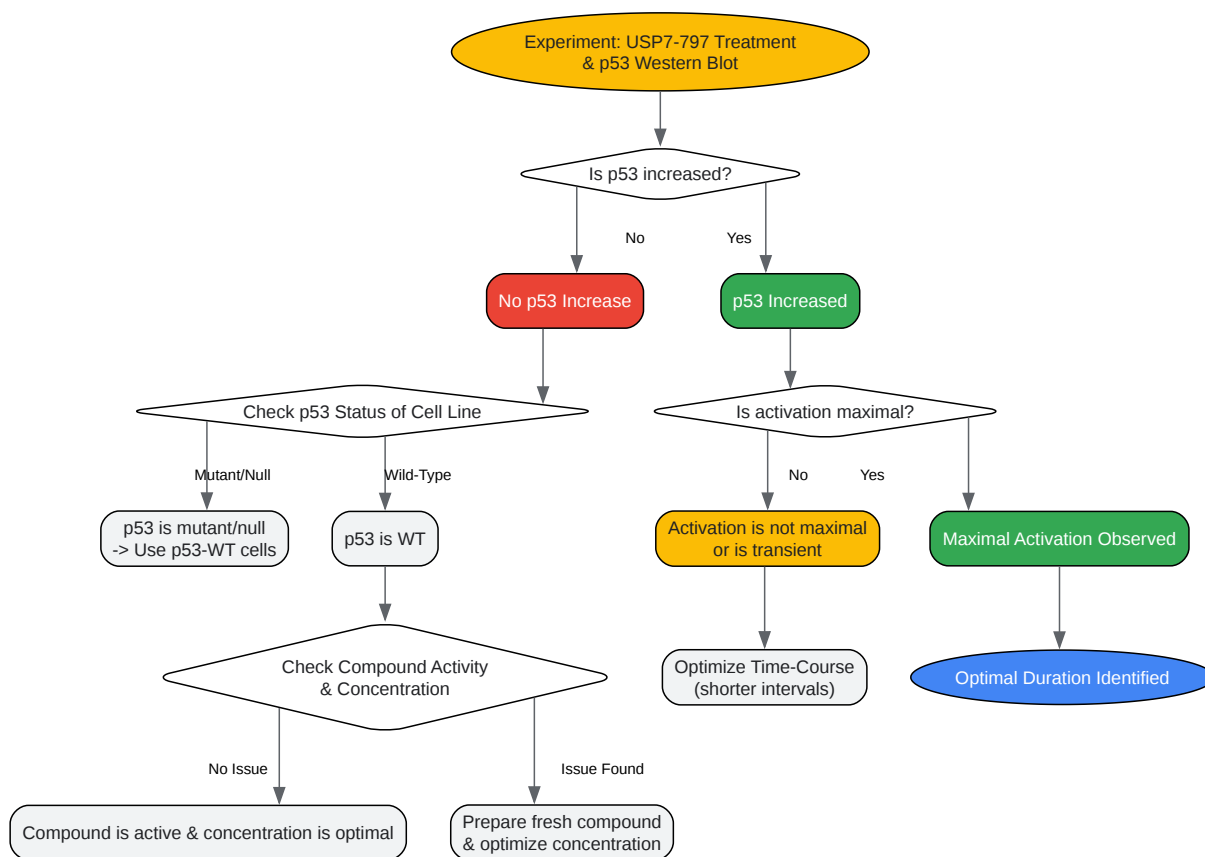 Experiment: USP7-797 Treatment
& p53 Western Blot
Is p53 increased?
No
Yes
No p53 Increase
p53 Increased
Check p53 Status of Cell Line
Is activation maximal?
Mutant/Null
Wild-Type
No
Yes
p53 is mutant/null
-> Use p53-WT cells
p53 is WT
Activation is not maximal
or is transient
Maximal Activation Observed
Check Compound Activity
& Concentration
Optimize Time-Course
(shorter intervals)
Optimal Duration Identified
No Issue
Issue Found
Compound is active & concentration is optimal
Prepare fresh compound
& optimize concentration